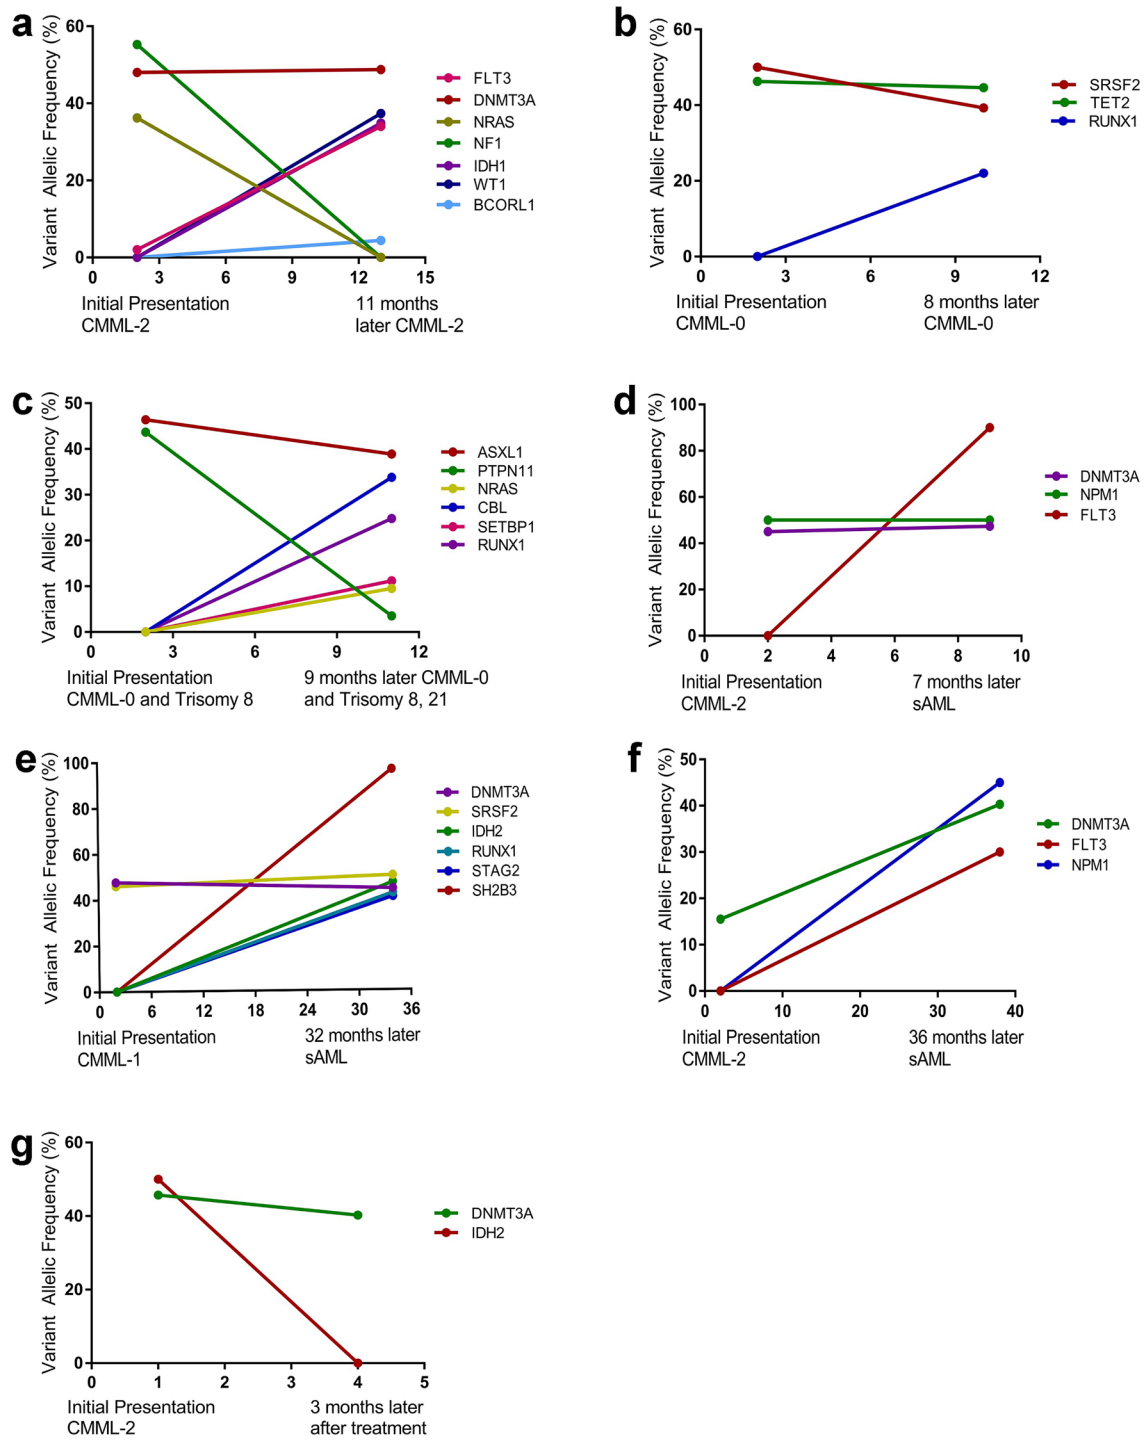 a
Variant Allelic Frequency (%)
60
40
20
0
0 3 6 9 12 15
Initial Presentation
CMML-2
11 months
later CMML-2
FLT3
DNMT3A
NRAS
NF1
IDH1
WT1
BCORL1
b
Variant Allelic Frequency (%)
60
40
20
0
0 3 6 9 12
Initial Presentation
CMML-0
8 months later
CMML-0
SRSF2
TET2
RUNX1
c
Variant Allelic Frequency (%)
50
40
30
20
10
0
0 3 6 9 12
Initial Presentation
CMML-0 and Trisomy 8
9 months later CMML-0
and Trisomy 8, 21
ASXL1
PTPN11
NRAS
CBL
SETBP1
RUNX1
d
Variant Allelic Frequency (%)
100
80
60
40
20
0
0 2 4 6 8 10
Initial Presentation
CMML-2
7 months later
sAML
DNMT3A
NPM1
FLT3
e
Variant Allelic Frequency (%)
100
80
60
40
20
0
0 6 12 18 24 30 36
Initial Presentation
CMML-1
32 months later
sAML
DNMT3A
SRSF2
IDH2
RUNX1
STAG2
SH2B3
f
Variant Allelic Frequency (%)
50
40
30
20
10
0
0 10 20 30 40
Initial Presentation
CMML-2
36 months later
sAML
DNMT3A
FLT3
NPM1
g
Variant Allelic Frequency (%)
60
40
20
0
0 1 2 3 4 5
Initial Presentation
CMML-2
3 months later
after treatment
DNMT3A
IDH2